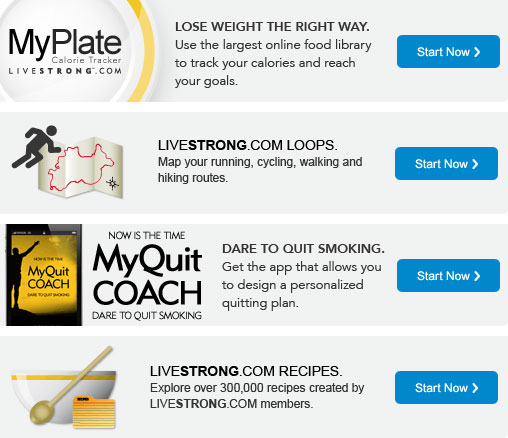 MyPlate
Calorie Tracker
LIVESTRONG™.COM
LOSE WEIGHT THE RIGHT WAY.
Use the largest online food library
to track your calories and reach
your goals.
Start Now
LIVESTRONG.COM LOOPS.
Map your running, cycling, walking and
hiking routes.
Start Now
NOW IS THE TIME
MyQuit
COACH
DARE TO QUIT SMOKING
NOW IS THE TIME
MyQuit
COACH
DARE TO QUIT SMOKING
DARE TO QUIT SMOKING.
Get the app that allows you
to design a personalized
quitting plan.
Start Now
RECIPES
LIVESTRONG.COM RECIPES.
Explore over 300,000 recipes created by
LIVESTRONG.COM members.
Start Now